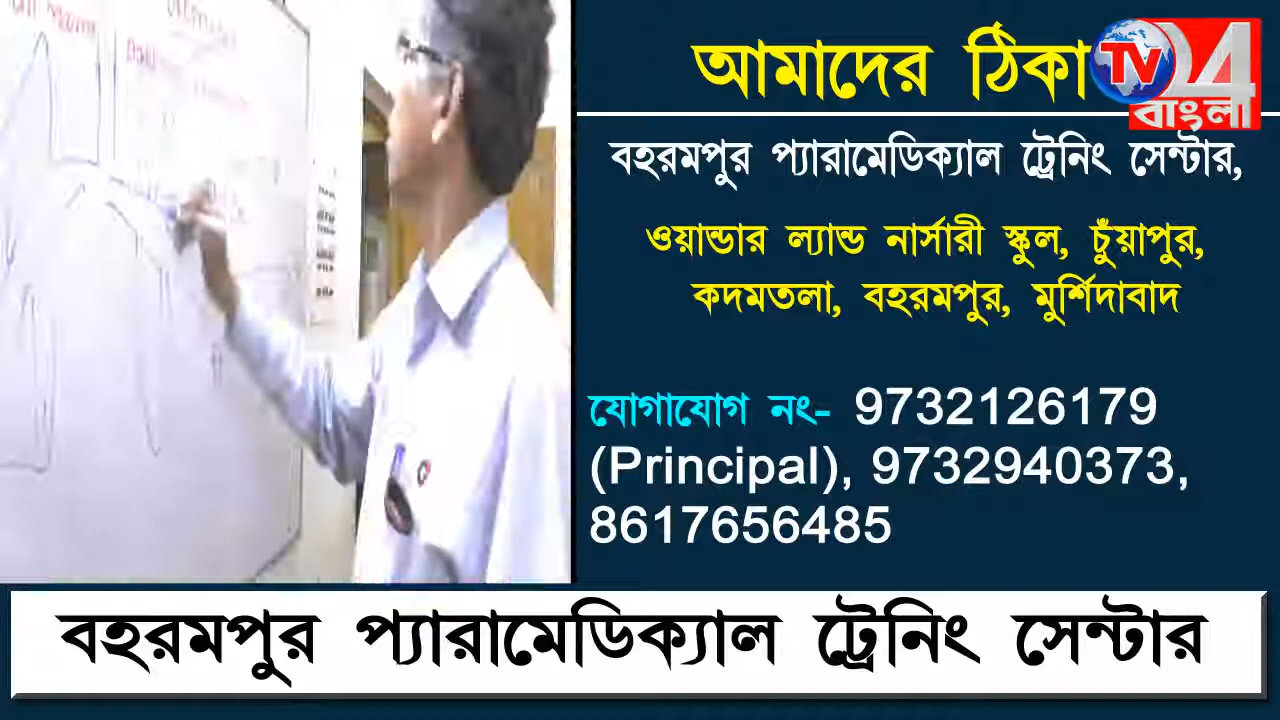 আমাদের ঠিকা
TV 24
বাংলা
বহরমপুর প্যারামেডিক্যাল ট্রেনিং সেন্টার,
ওয়ান্ডার ল্যান্ড নার্সারী স্কুল, চুঁয়াপুর,
কদমতলা, বহরমপুর, মুর্শিদাবাদ
যোগাযোগ নং- 9732126179
(Principal), 9732940373,
8617656485
বহরমপুর প্যারামেডিক্যাল ট্রেনিং সেন্টার